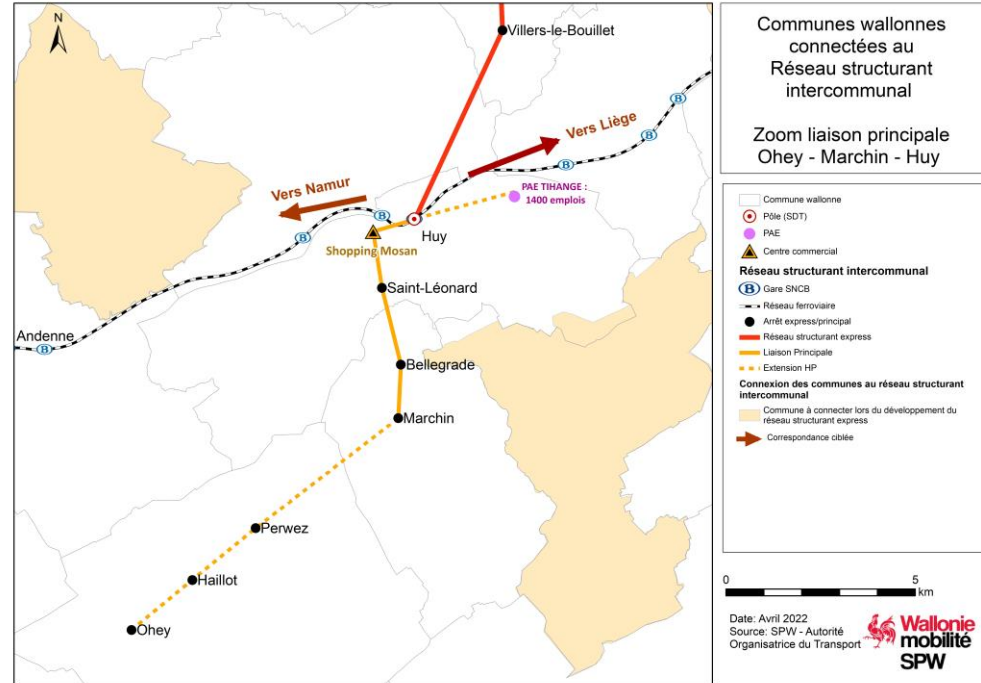 N
Villers-le-Bouillet
Vers Liège
Vers Namur
PAE TIHANGE :
1400 emplois
B
B
B
B
B
B
Huy
Shopping Mosan
Saint-Léonard
Andenne
Bellegrade
Marchin
Perwez
Haillot
Ohey
Communes wallonnes
connectées au
Réseau structurant
intercommunal
Zoom liaison principale
Ohey - Marchin - Huy
Commune wallonne
Pôle (SDT)
PAE
Centre commercial
Réseau structurant intercommunal
B Gare SNCB
Réseau ferroviaire
Arrêt express/principal
Réseau structurant express
Liaison Principale
Extension HP
Connexion des communes au réseau structurant
intercommunal
Commune à connecter lors du développement du
réseau structurant express
Correspondance ciblée
0 5
km
Date: Avril 2022
Source: SPW - Autorité
Organisatrice du Transport
Wallonie
mobilité
SPW